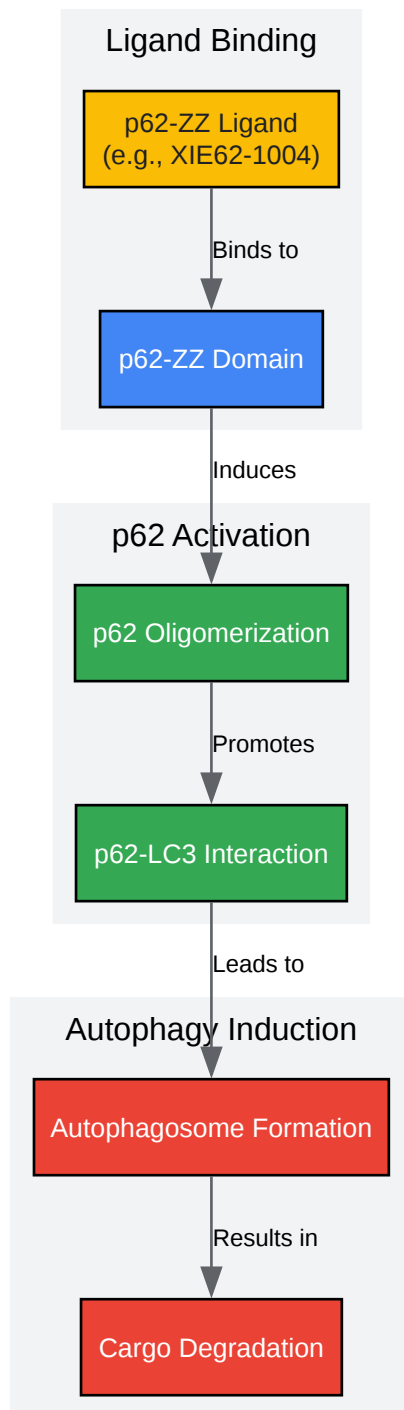 Ligand Binding
p62-ZZ Ligand
(e.g., XIE62-1004)
Binds to
p62-ZZ Domain
Induces
p62 Activation
p62 Oligomerization
Promotes
p62-LC3 Interaction
Leads to
Autophagy Induction
Autophagosome Formation
Results in
Cargo Degradation